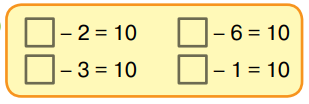 □ – 2 = 10 □ – 6 = 10
□ – 3 = 10 □ – 1 = 10